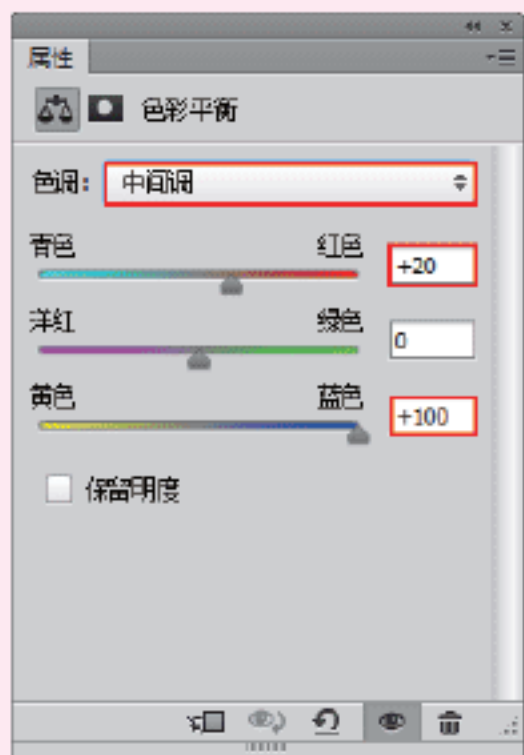 属性
色彩平衡
色调: 中间调
青色 红色 +20
洋红 绿色 0
黄色 蓝色 +100
保留明度